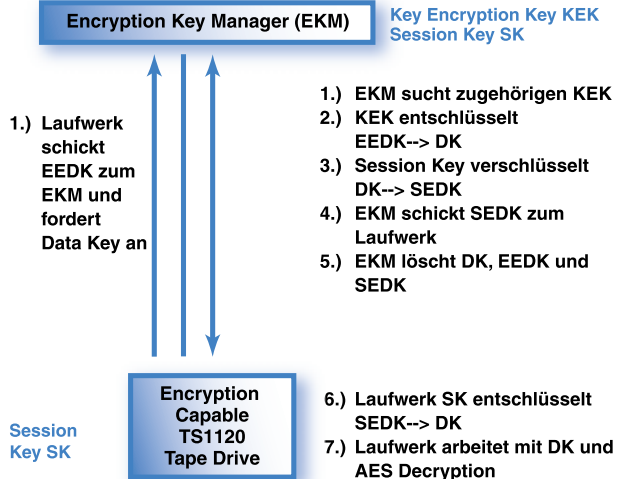 Encryption Key Manager (EKM)
Key Encryption Key KEK
Session Key SK
1.) Laufwerk
schickt
EEDK zum
EKM und
fordert
Data Key an
1.) EKM sucht zugehörigen KEK
2.) KEK entschlüsselt
EEDK--> DK
3.) Session Key verschlüsselt
DK--> SEDK
4.) EKM schickt SEDK zum
Laufwerk
5.) EKM löscht DK, EEDK und
SEDK
Encryption
Capable
TS1120
Tape Drive
Session
Key SK
6.) Laufwerk SK entschlüsselt
SEDK--> DK
7.) Laufwerk arbeitet mit DK und
AES Decryption